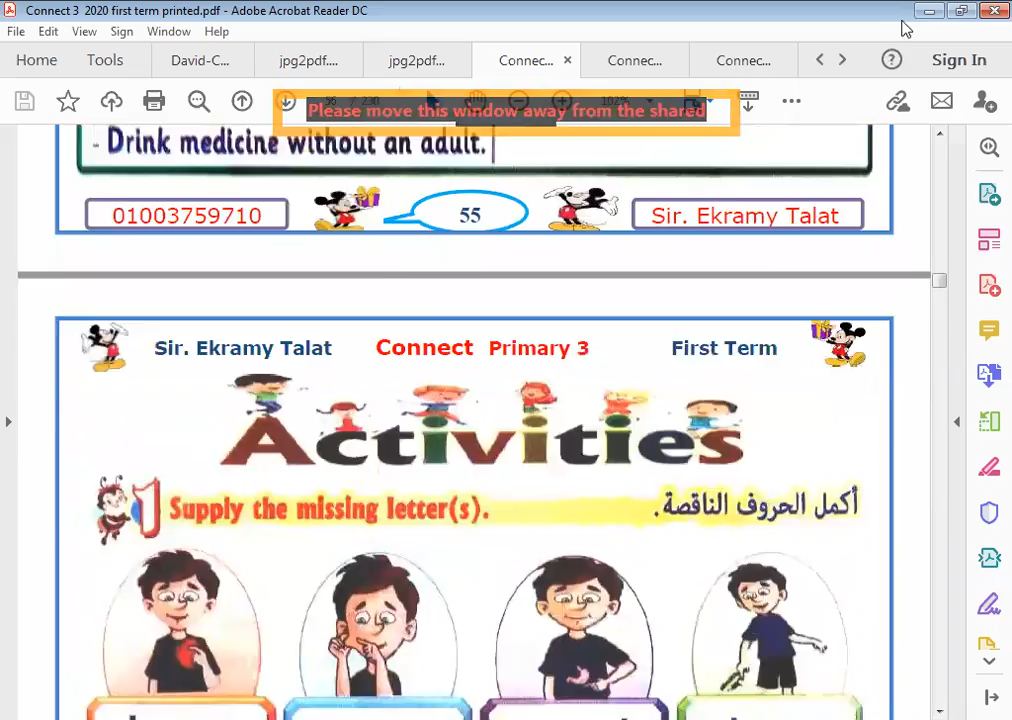 Connect 3 2020 first term printed.pdf - Adobe Acrobat Reader DC
File Edit View Sign Window Help
Home Tools David-C... jpg2pdf.... jpg2pdf.... Connec... × Connec... Connec... Sign In
56 / 230 102%
Please move this window away from the shared
- Drink medicine without an adult.
01003759710 55 Sir. Ekramy Talat
Sir. Ekramy Talat Connect Primary 3 First Term
Activities
1 Supply the missing letter(s). أكمل الحروف الناقصة.